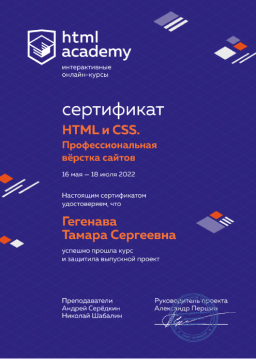 html
academy
интерактивные
онлайн-курсы
сертификат
HTML и CSS.
Профессиональная
вёрстка сайтов
16 мая — 18 июля 2022
Настоящим сертификатом
удостоверяем, что
Гегенава
Тамара Сергеевна
успешно прошла курс
и защитила выпускной проект
Преподаватели
Андрей Серёдкин
Николай Шабалин
Руководитель проекта
Александр Першин